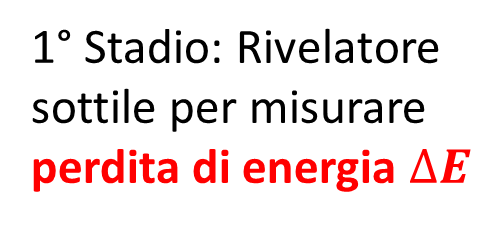 1° Stadio: Rivelatore
sottile per misurare
perdita di energia Δ𝑬